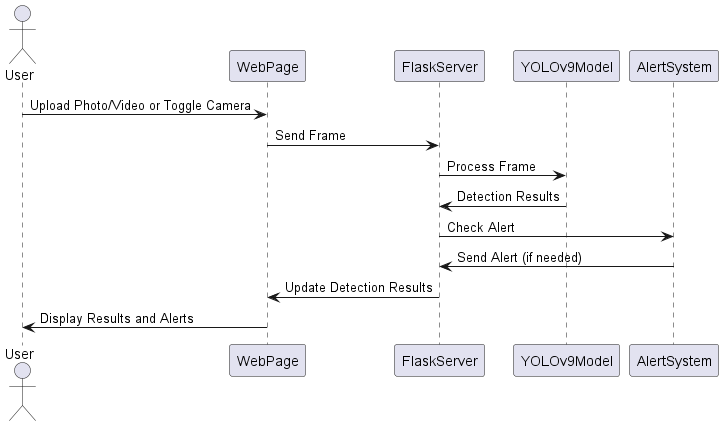 User
WebPage
FlaskServer
YOLOv9Model
AlertSystem
Upload Photo/Video or Toggle Camera
Send Frame
Process Frame
Detection Results
Check Alert
Send Alert (if needed)
Update Detection Results
Display Results and Alerts
User
WebPage
FlaskServer
YOLOv9Model
AlertSystem